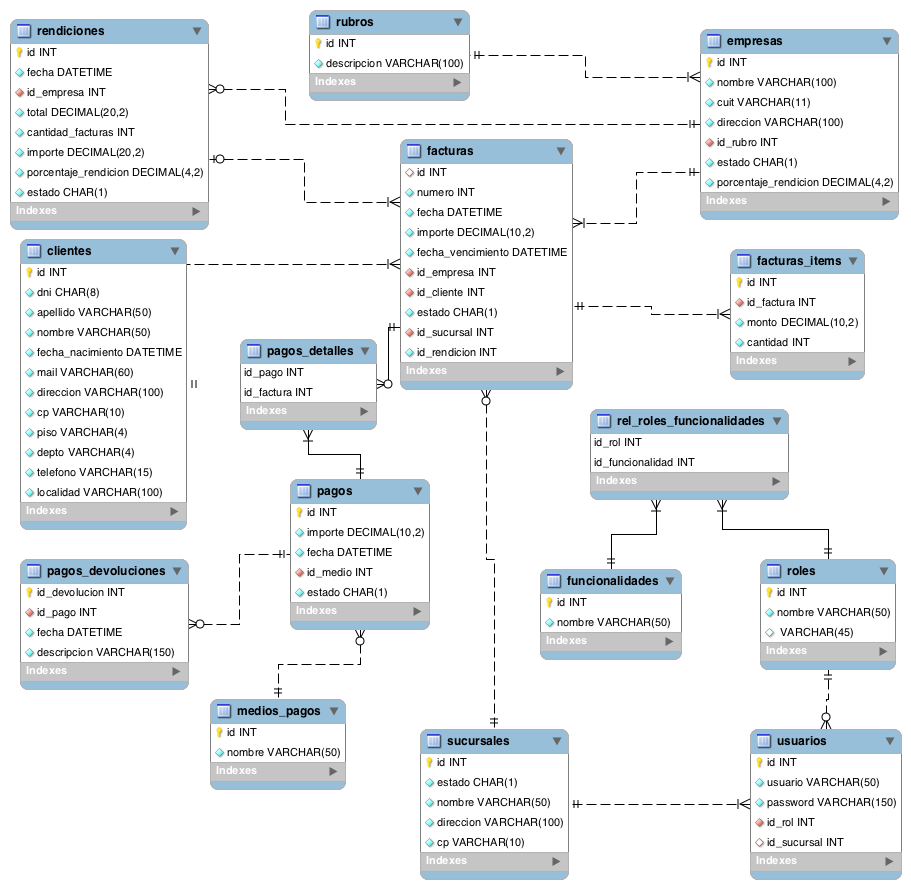 rendiciones
id INT
fecha DATETIME
id_empresa INT
total DECIMAL(20,2)
cantidad_facturas INT
importe DECIMAL(20,2)
porcentaje_rendicion DECIMAL(4,2)
estado CHAR(1)
Indexes
rubros
id INT
descripcion VARCHAR(100)
Indexes
empresas
id INT
nombre VARCHAR(100)
cuit VARCHAR(11)
direccion VARCHAR(100)
id_rubro INT
estado CHAR(1)
porcentaje_rendicion DECIMAL(4,2)
Indexes
facturas
id INT
numero INT
fecha DATETIME
importe DECIMAL(10,2)
fecha_vencimiento DATETIME
id_empresa INT
id_cliente INT
estado CHAR(1)
id_sucursal INT
id_rendicion INT
Indexes
clientes
id INT
dni CHAR(8)
apellido VARCHAR(50)
nombre VARCHAR(50)
fecha_nacimiento DATETIME
mail VARCHAR(60)
direccion VARCHAR(100)
cp VARCHAR(10)
piso VARCHAR(4)
depto VARCHAR(4)
telefono VARCHAR(15)
localidad VARCHAR(100)
Indexes
facturas_items
id INT
id_factura INT
monto DECIMAL(10,2)
cantidad INT
Indexes
pagos_detalles
id_pago INT
id_factura INT
Indexes
rel_roles_funcionalidades
id_rol INT
id_funcionalidad INT
Indexes
pagos
id INT
importe DECIMAL(10,2)
fecha DATETIME
id_medio INT
estado CHAR(1)
Indexes
pagos_devoluciones
id_devolucion INT
id_pago INT
fecha DATETIME
descripcion VARCHAR(150)
Indexes
funcionalidades
id INT
nombre VARCHAR(50)
Indexes
roles
id INT
nombre VARCHAR(50)
VARCHAR(45)
Indexes
medios_pagos
id INT
nombre VARCHAR(50)
Indexes
sucursales
id INT
estado CHAR(1)
nombre VARCHAR(50)
direccion VARCHAR(100)
cp VARCHAR(10)
Indexes
usuarios
id INT
usuario VARCHAR(50)
password VARCHAR(150)
id_rol INT
id_sucursal INT
Indexes